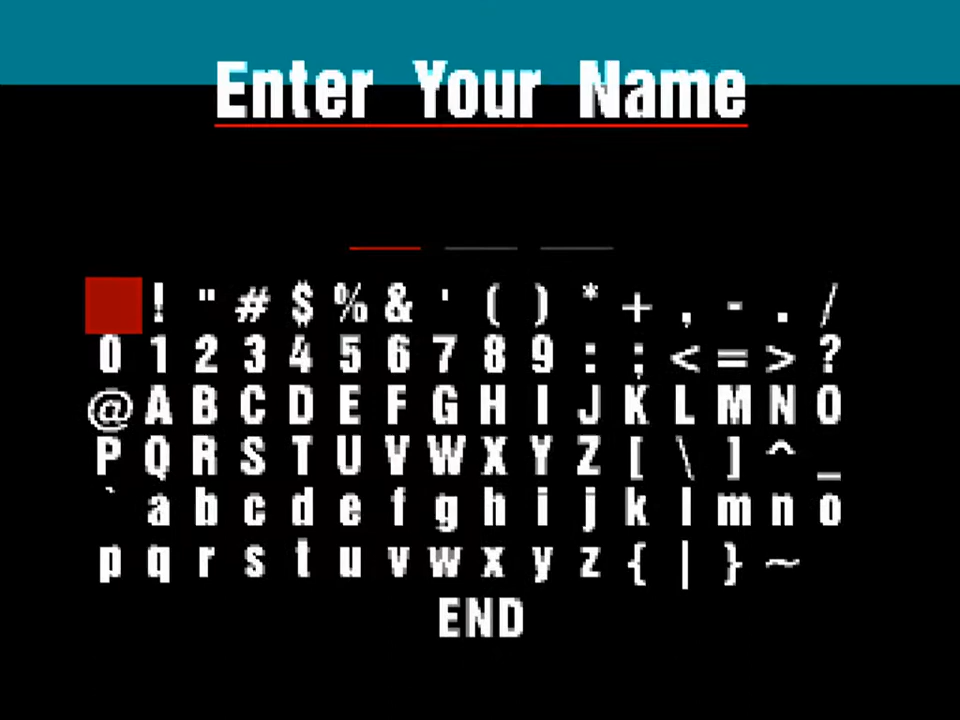 Enter Your Name
! " # $ % & ' ( ) * + , - . /
0 1 2 3 4 5 6 7 8 9 : ; < = > ?
@ A B C D E F G H I J K L M N O
P Q R S T U V W X Y Z [ \ ] ^ _
` a b c d e f g h i j k l m n o
p q r s t u v w x y z { | } ~
END